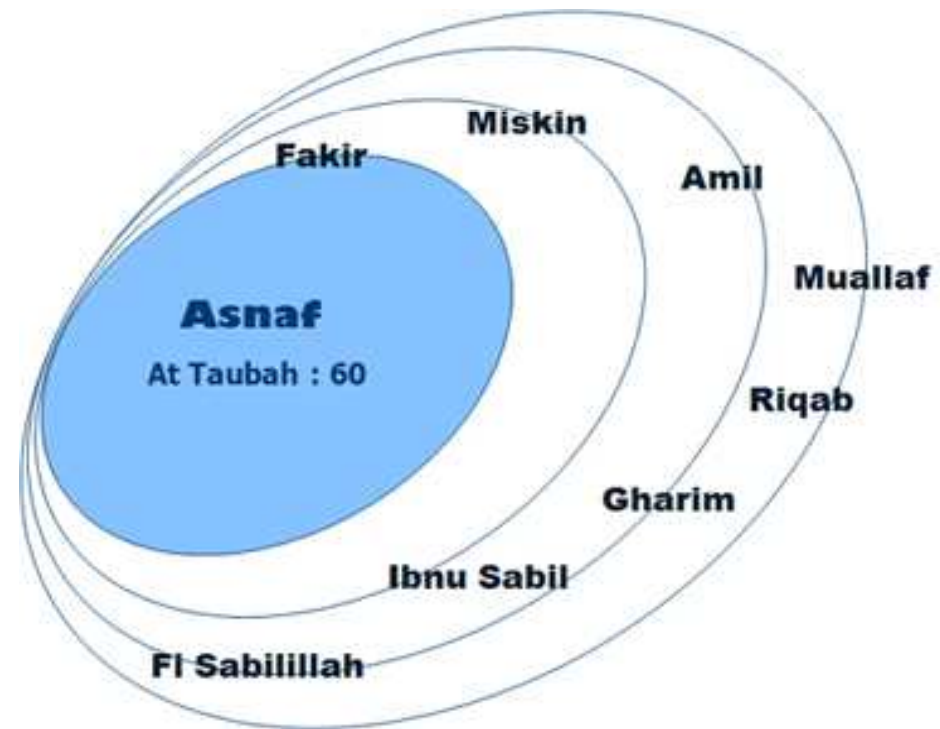 Miskin
Fakir
Amil
Muallaf
Asnaf
At Taubah : 60
Riqab
Gharim
Ibnu Sabil
Fi Sabilillah